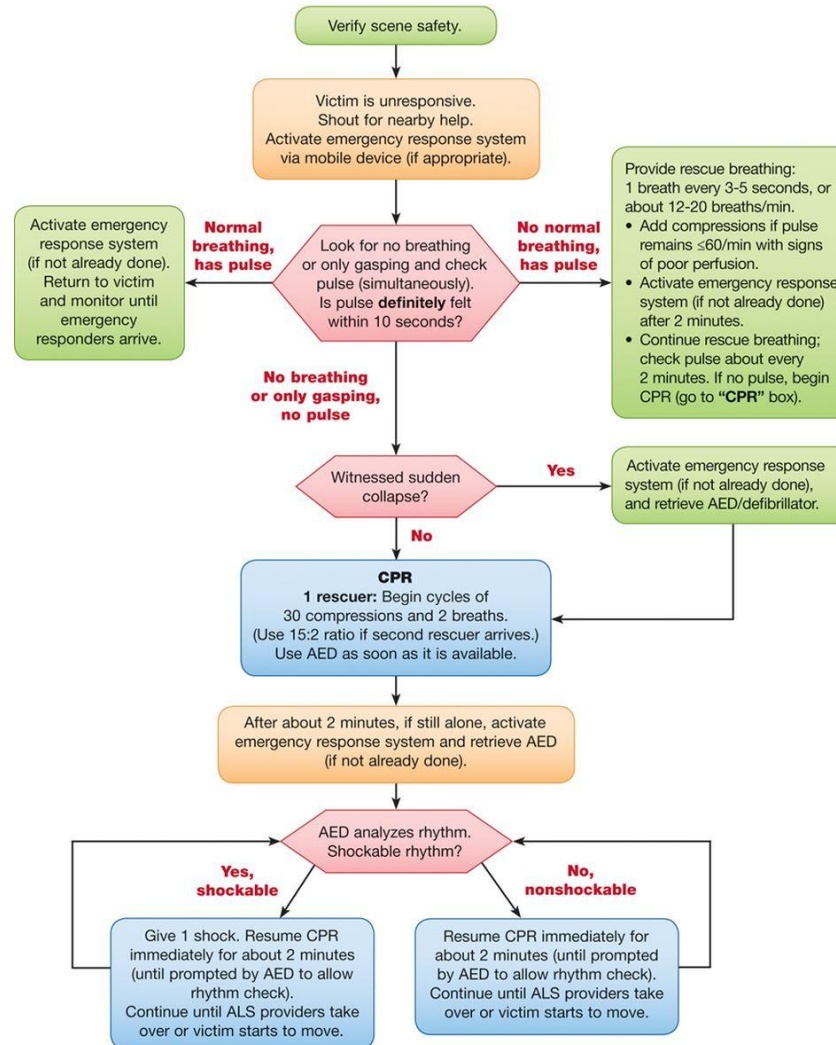 Verify scene safety.
Victim is unresponsive.
Shout for nearby help.
Activate emergency response system
via mobile device (if appropriate).
Activate emergency
response system
(if not already done).
Return to victim
and monitor until
emergency
responders arrive.
Normal
breathing,
has pulse
Look for no breathing
or only gasping and check
pulse (simultaneously).
Is pulse definitely felt
within 10 seconds?
No normal
breathing,
has pulse
Provide rescue breathing:
1 breath every 3-5 seconds, or
about 12-20 breaths/min.
• Add compressions if pulse
remains ≤60/min with signs
of poor perfusion.
• Activate emergency response
system (if not already done)
after 2 minutes.
• Continue rescue breathing;
check pulse about every
2 minutes. If no pulse, begin
CPR (go to “CPR” box).
No breathing
or only gasping,
no pulse
Witnessed sudden
collapse?
Yes
Activate emergency response
system (if not already done),
and retrieve AED/defibrillator.
No
CPR
1 rescuer: Begin cycles of
30 compressions and 2 breaths.
(Use 15:2 ratio if second rescuer arrives.)
Use AED as soon as it is available.
After about 2 minutes, if still alone, activate
emergency response system and retrieve AED
(if not already done).
AED analyzes rhythm.
Shockable rhythm?
Yes,
shockable
No,
nonshockable
Give 1 shock. Resume CPR
immediately for about 2 minutes
(until prompted by AED to allow
rhythm check).
Continue until ALS providers take
over or victim starts to move.
Resume CPR immediately for
about 2 minutes (until prompted
by AED to allow rhythm check).
Continue until ALS providers take
over or victim starts to move.